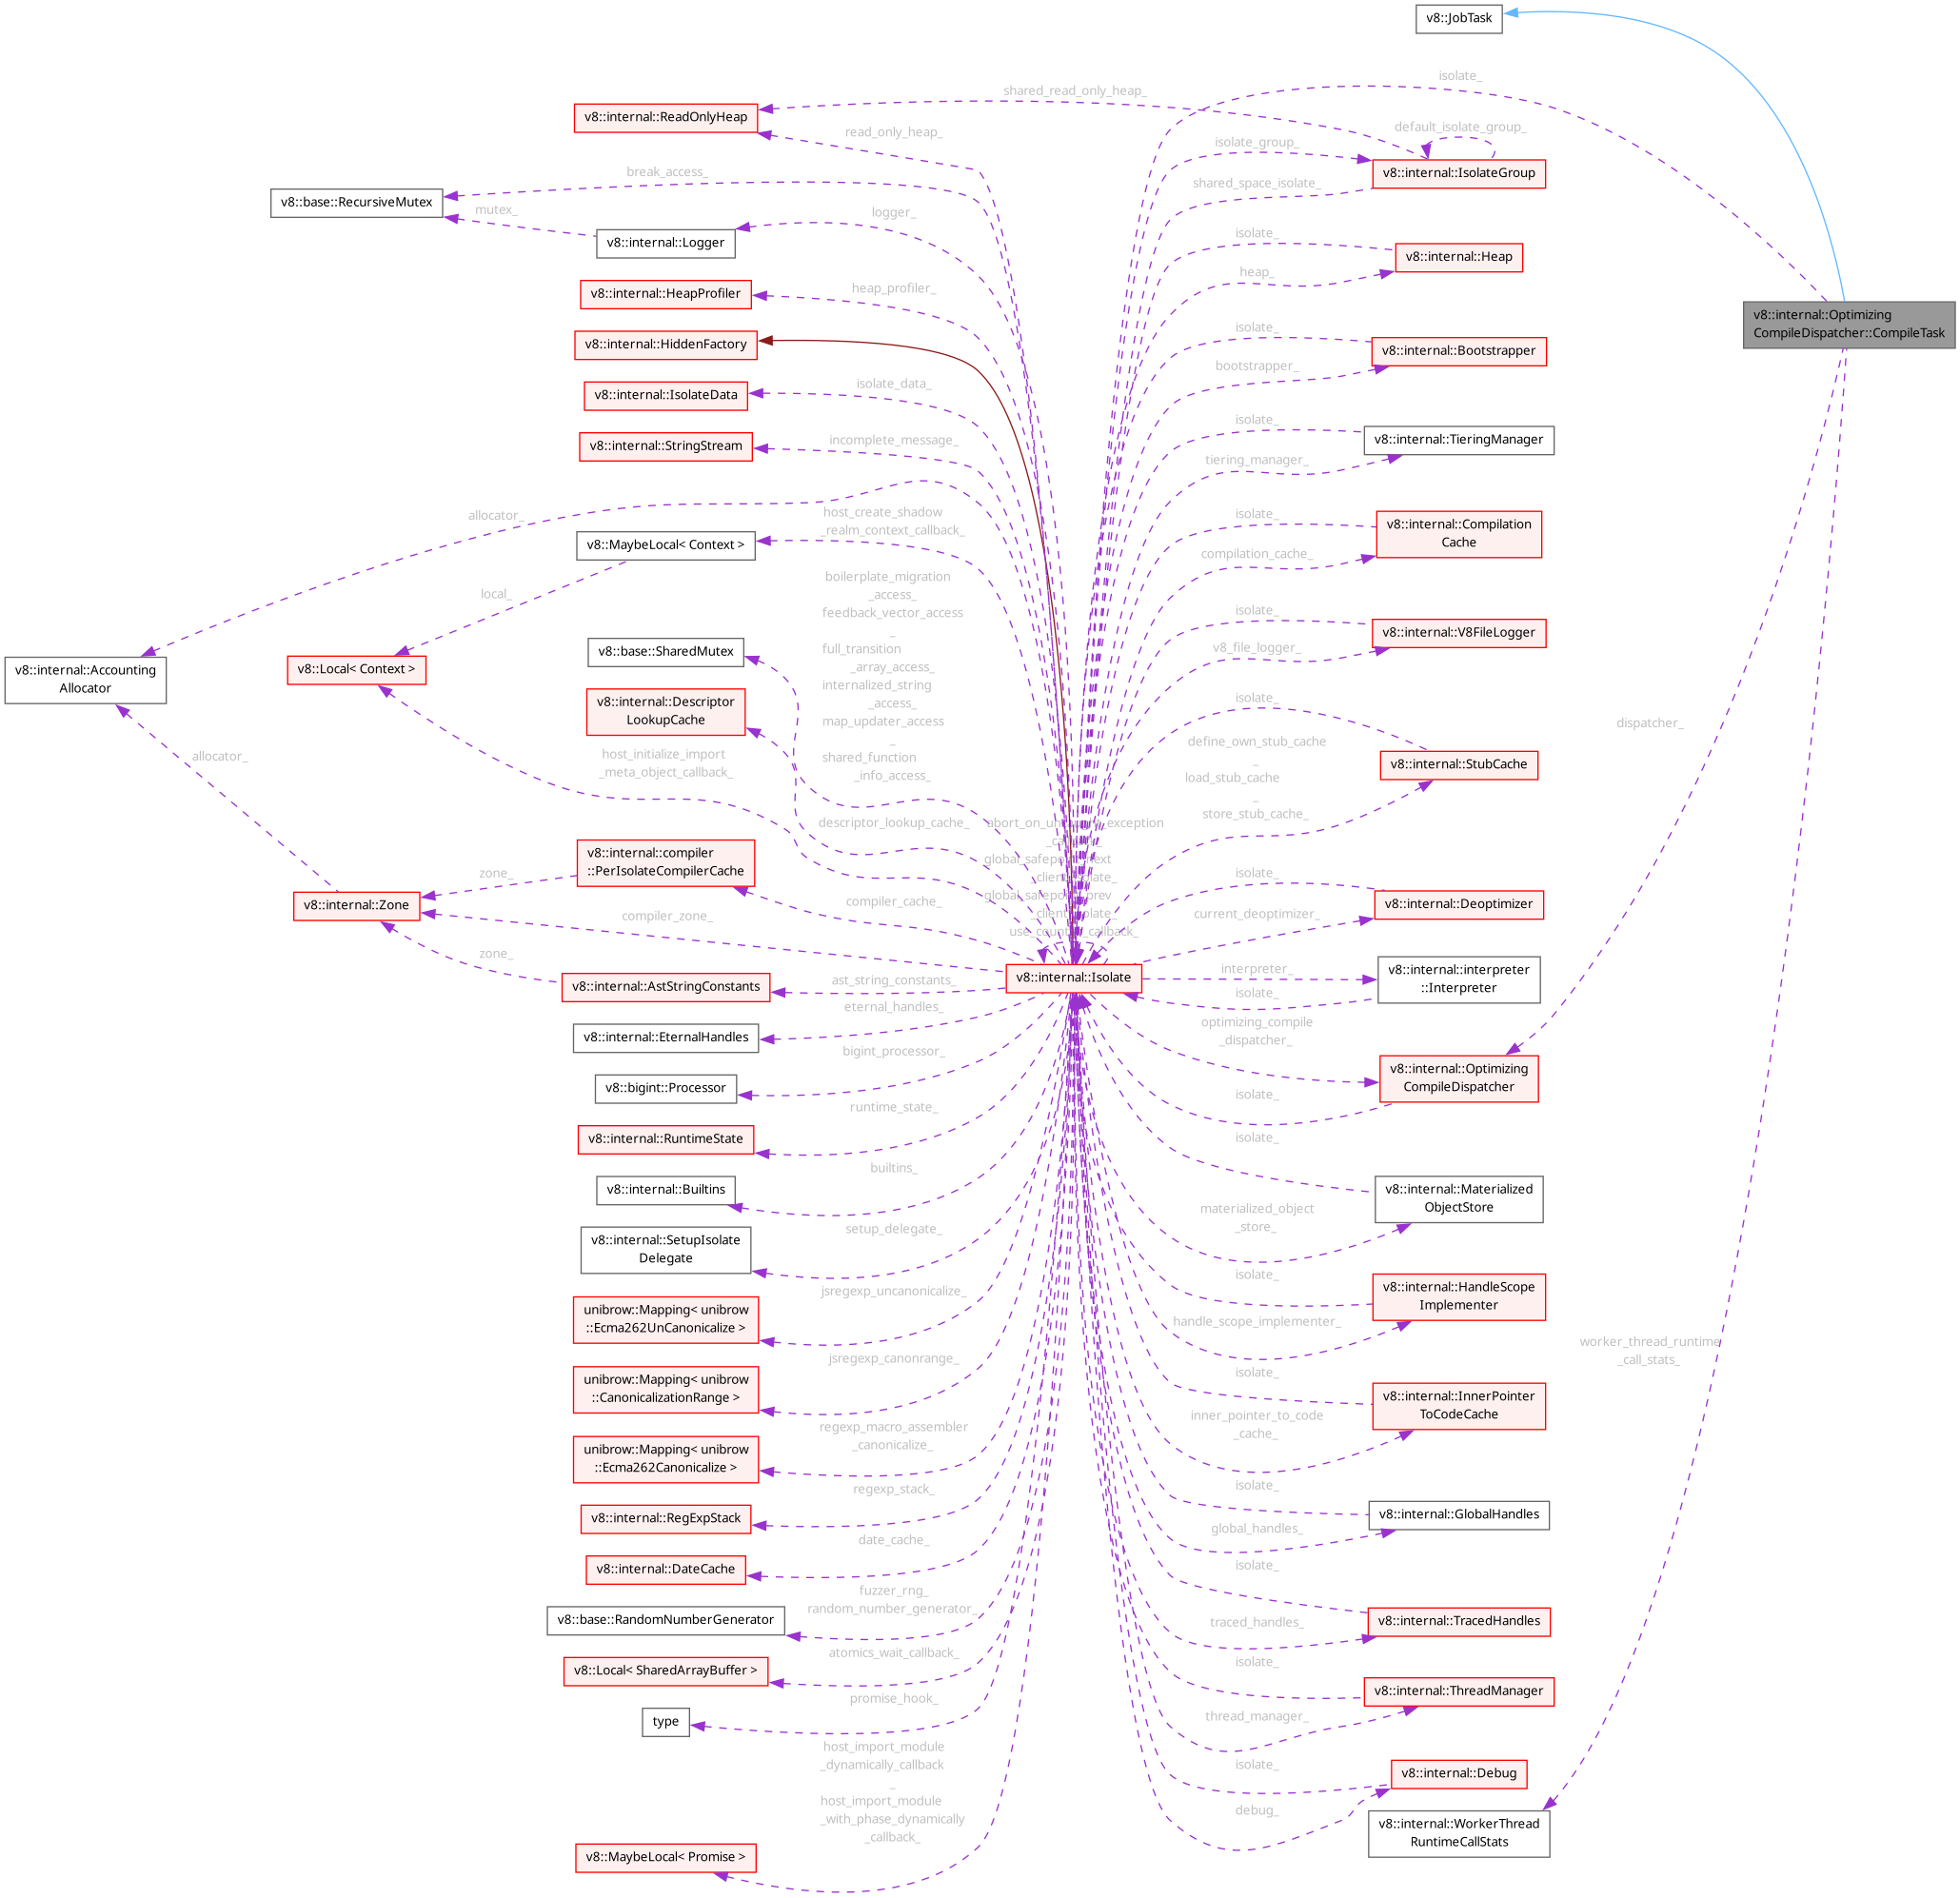 v8::JobTask
isolate_
shared_read_only_heap_
v8::internal::ReadOnlyHeap
read_only_heap_
default_isolate_group_
isolate_group_
v8::internal::IsolateGroup
shared_space_isolate_
break_access_
v8::base::RecursiveMutex
mutex_
logger_
v8::internal::Logger
isolate_
v8::internal::Heap
heap_
heap_profiler_
v8::internal::HeapProfiler
v8::internal::Optimizing
CompileDispatcher::CompileTask
v8::internal::HiddenFactory
isolate_
v8::internal::Bootstrapper
bootstrapper_
isolate_data_
v8::internal::IsolateData
incomplete_message_
v8::internal::StringStream
isolate_
v8::internal::TieringManager
tiering_manager_
allocator_
host_create_shadow
_realm_context_callback_
v8::MaybeLocal< Context >
isolate_
v8::internal::Compilation
Cache
compilation_cache_
local_
boilerplate_migration
_access_
feedback_vector_access
_
full_transition
_array_access_
internalized_string
_access_
map_updater_access
_
shared_function
_info_access_
v8::base::SharedMutex
isolate_
v8::internal::V8FileLogger
v8_file_logger_
v8::internal::Accounting
Allocator
v8::Local< Context >
v8::internal::Descriptor
LookupCache
isolate_
dispatcher_
allocator_
host_initialize_import
_meta_object_callback_
define_own_stub_cache
_
load_stub_cache
_
store_stub_cache_
v8::internal::StubCache
descriptor_lookup_cache_
global_safepoint_next
_client_isolate_
global_safepoint_prev
_client_isolate_
v8::internal::compiler
::PerIsolateCompilerCache
zone_
v8::internal::Zone
compiler_zone_
compiler_cache_
isolate_
v8::internal::Deoptimizer
current_deoptimizer_
zone_
v8::internal::AstStringConstants
ast_string_constants_
v8::internal::Isolate
interpreter_
v8::internal::interpreter
::Interpreter
isolate_
eternal_handles_
v8::internal::EternalHandles
optimizing_compile
_dispatcher_
bigint_processor_
v8::bigint::Processor
v8::internal::Optimizing
CompileDispatcher
isolate_
runtime_state_
v8::internal::RuntimeState
isolate_
builtins_
v8::internal::Builtins
v8::internal::Materialized
ObjectStore
materialized_object
_store_
setup_delegate_
v8::internal::SetupIsolate
Delegate
isolate_
v8::internal::HandleScope
Implementer
handle_scope_implementer_
jsregexp_uncanonicalize_
unibrow::Mapping< unibrow
::Ecma262UnCanonicalize >
worker_thread_runtime
_call_stats_
jsregexp_canonrange_
unibrow::Mapping< unibrow
::CanonicalizationRange >
isolate_
v8::internal::InnerPointer
ToCodeCache
inner_pointer_to_code
_cache_
regexp_macro_assembler
_canonicalize_
unibrow::Mapping< unibrow
::Ecma262Canonicalize >
regexp_stack_
v8::internal::RegExpStack
isolate_
v8::internal::GlobalHandles
global_handles_
date_cache_
v8::internal::DateCache
isolate_
v8::internal::TracedHandles
traced_handles_
fuzzer_rng_
random_number_generator_
v8::base::RandomNumberGenerator
atomics_wait_callback_
v8::Local< SharedArrayBuffer >
isolate_
v8::internal::ThreadManager
thread_manager_
promise_hook_
type
isolate_
v8::internal::Debug
debug_
host_import_module
_dynamically_callback
_
host_import_module
_with_phase_dynamically
_callback_
v8::internal::WorkerThread
RuntimeCallStats
v8::MaybeLocal< Promise >